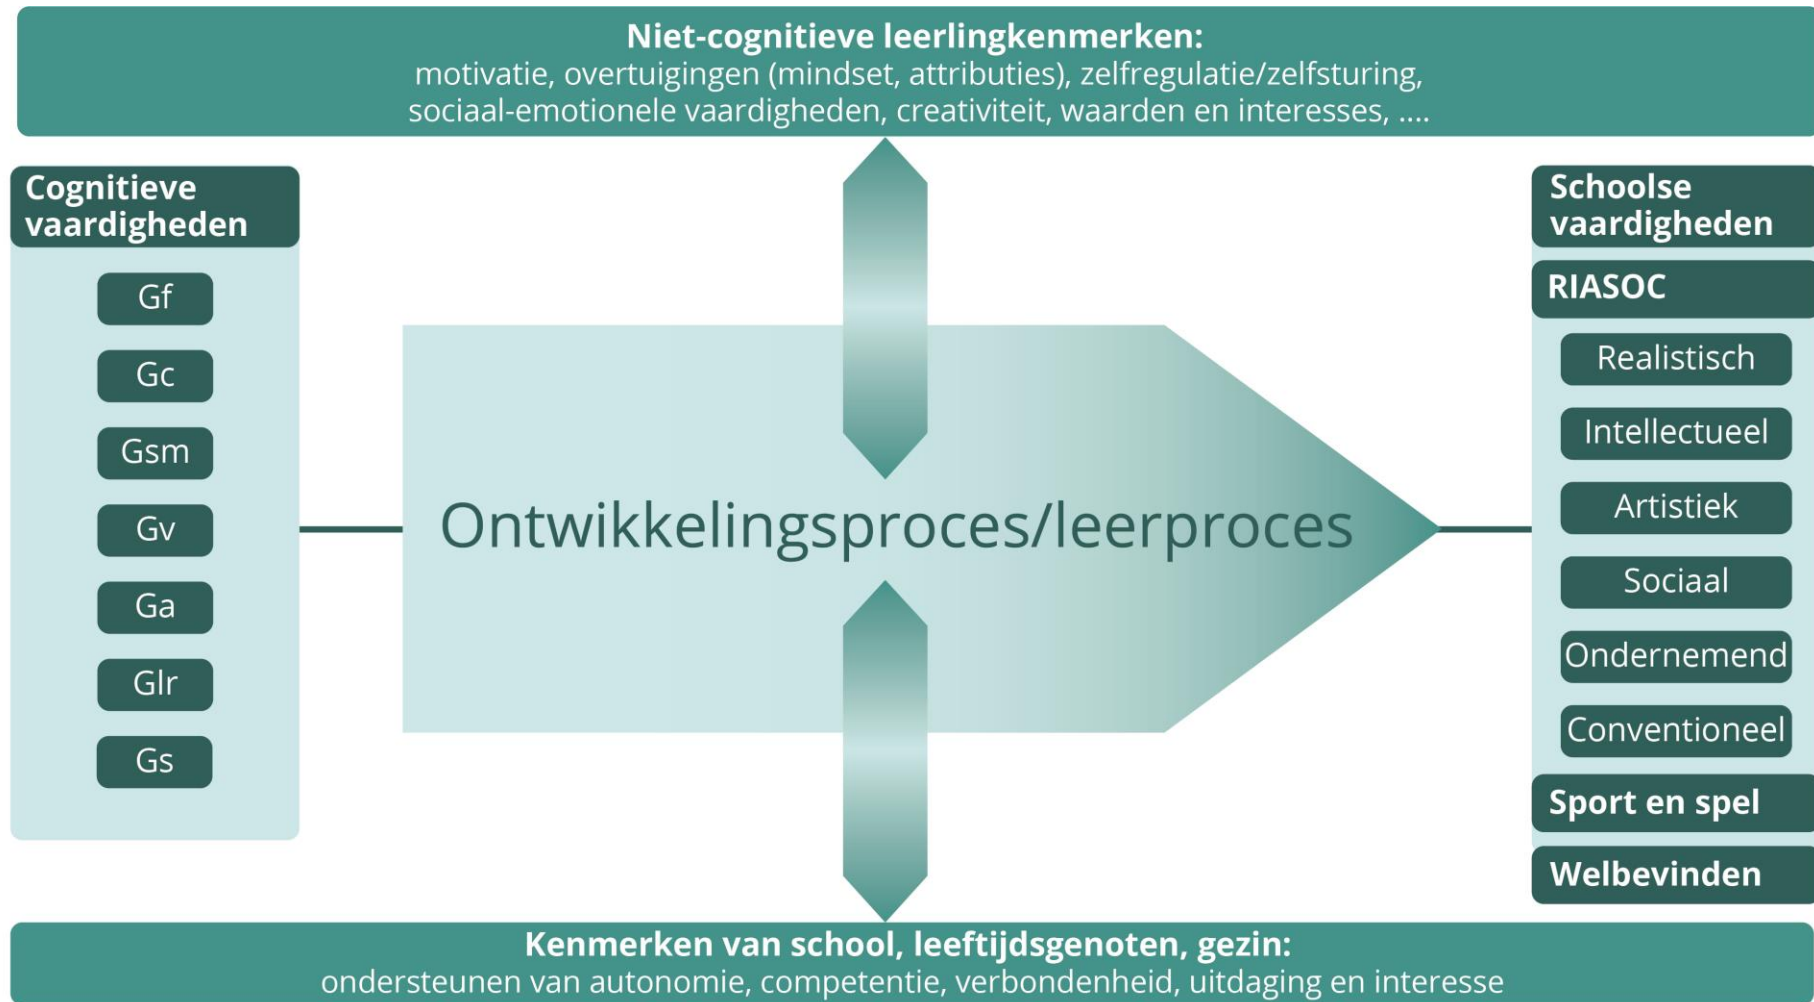 Niet-cognitieve leerlingkenmerken:
motivatie, overtuigingen (mindset, attributies), zelfregulatie/zelfsturing,
sociaal-emotionele vaardigheden, creativiteit, waarden en interesses, ....
Cognitieve
vaardigheden
Gf
Gc
Gsm
Gv
Ga
Glr
Gs
Ontwikkelingsproces/leerproces
Schoolse
vaardigheden
RIASOC
Realistisch
Intellectueel
Artistiek
Sociaal
Ondernemend
Conventioneel
Sport en spel
Welbevinden
Kenmerken van school, leeftijdsgenoten, gezin:
ondersteunen van autonomie, competentie, verbondenheid, uitdaging en interesse